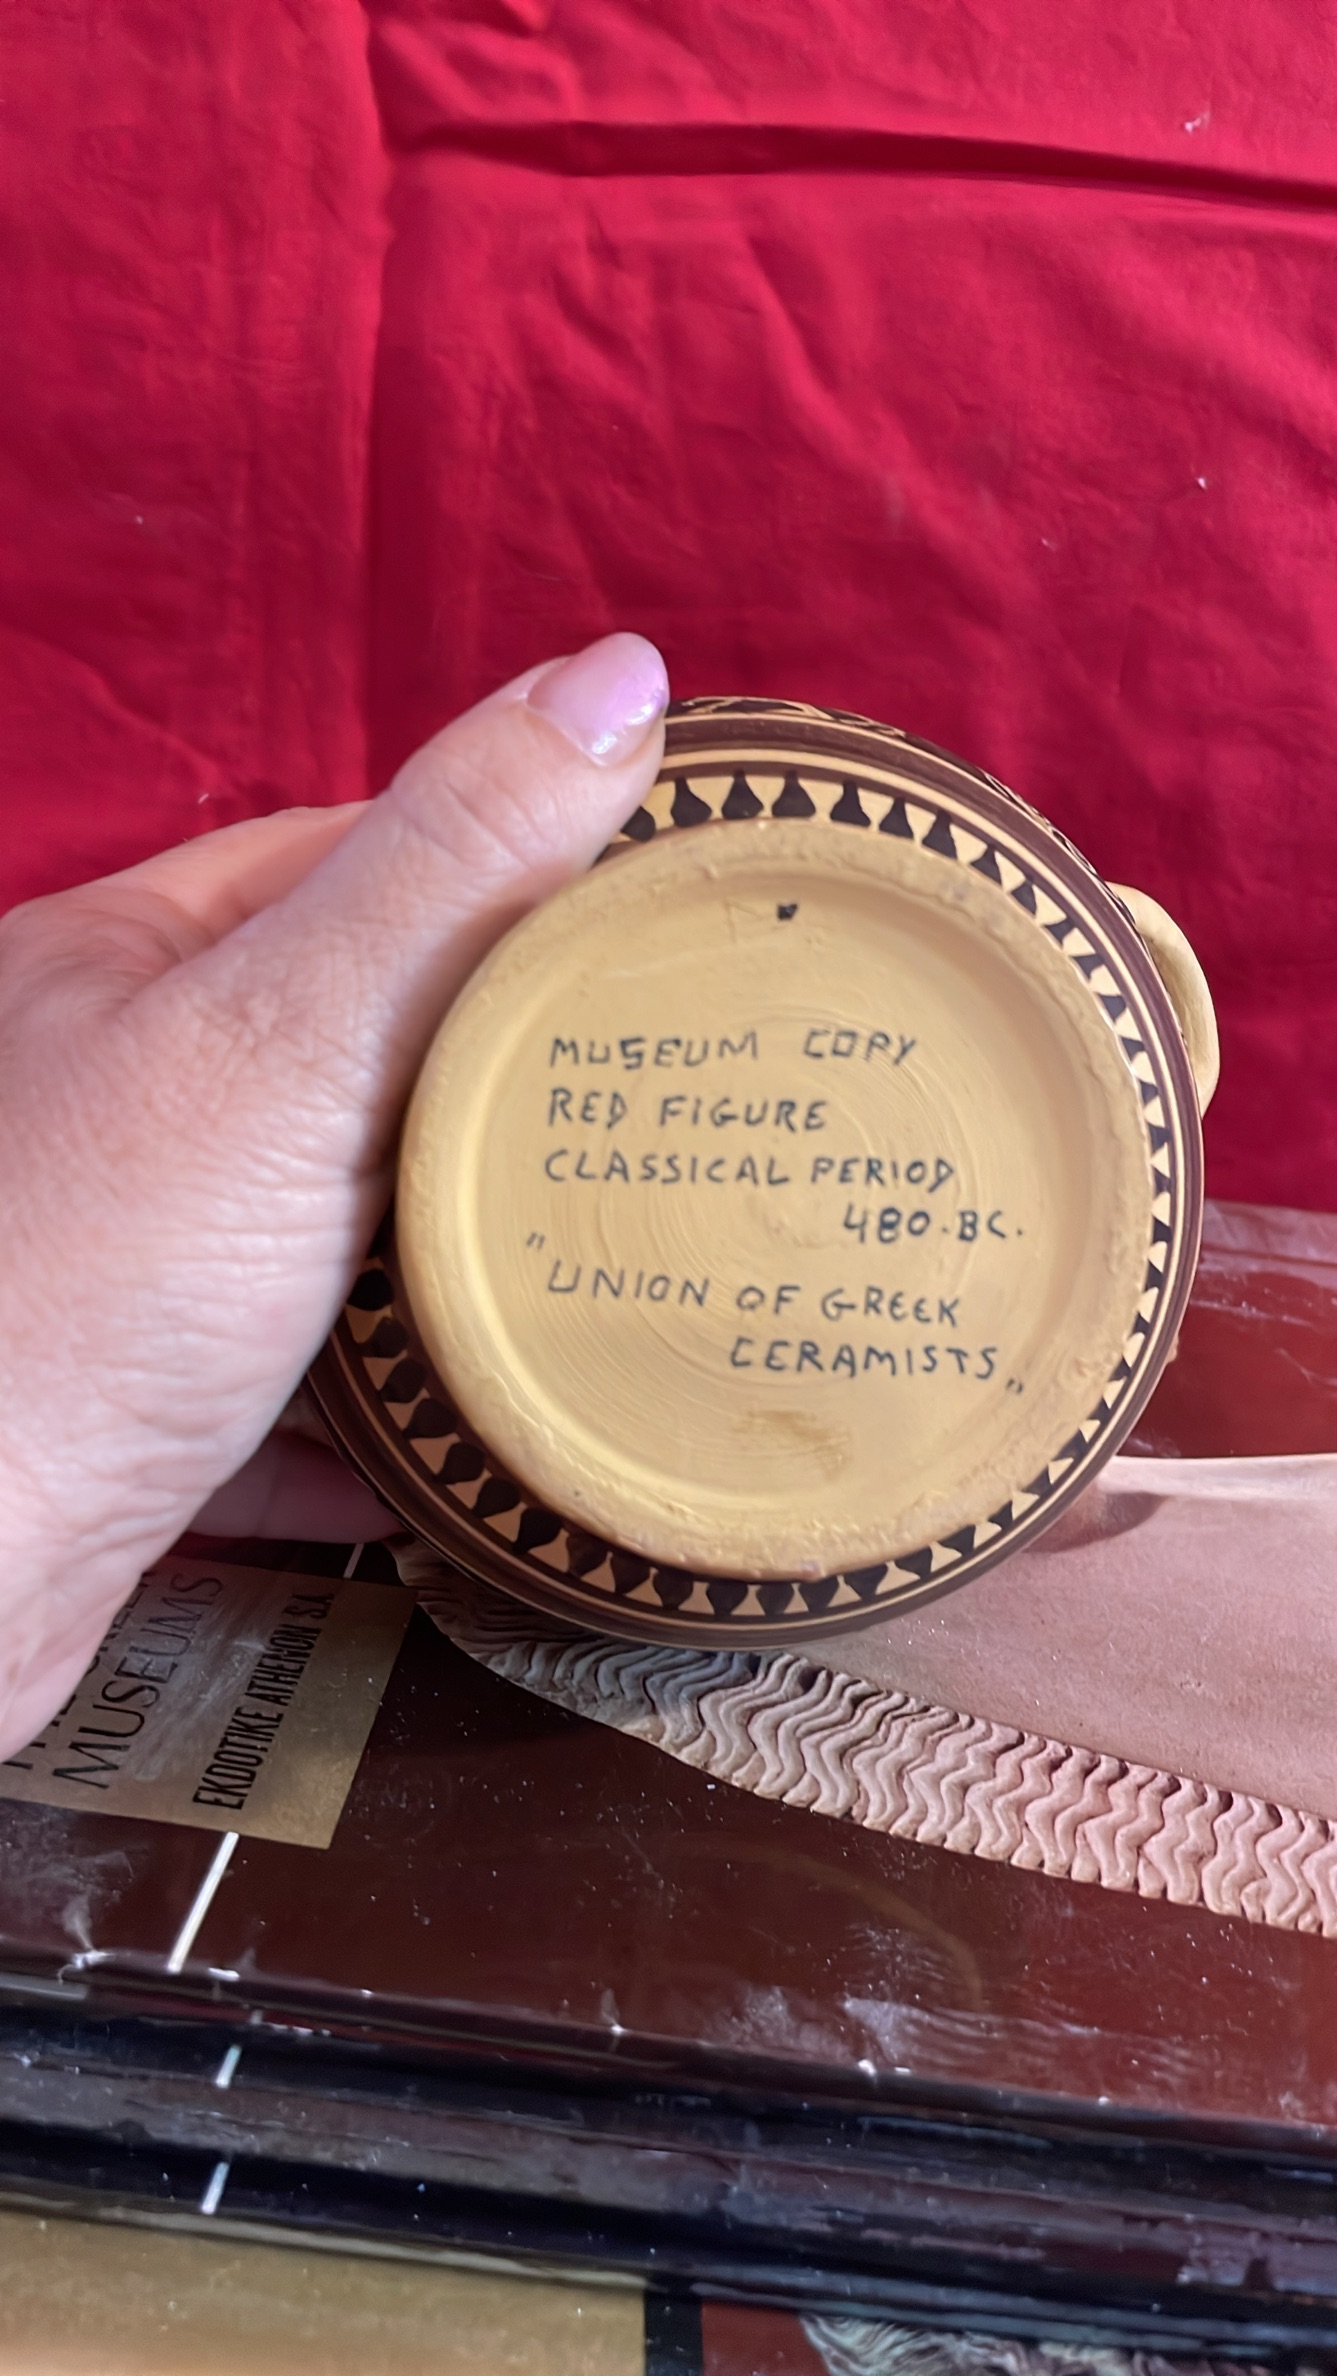 MUSEUM COPY
RED FIGURE
CLASSICAL PERIOD
480.BC.
"UNION OF GREEK
CERAMISTS„
MUSEUMS
EKDOTIKE ATHENON S.A.